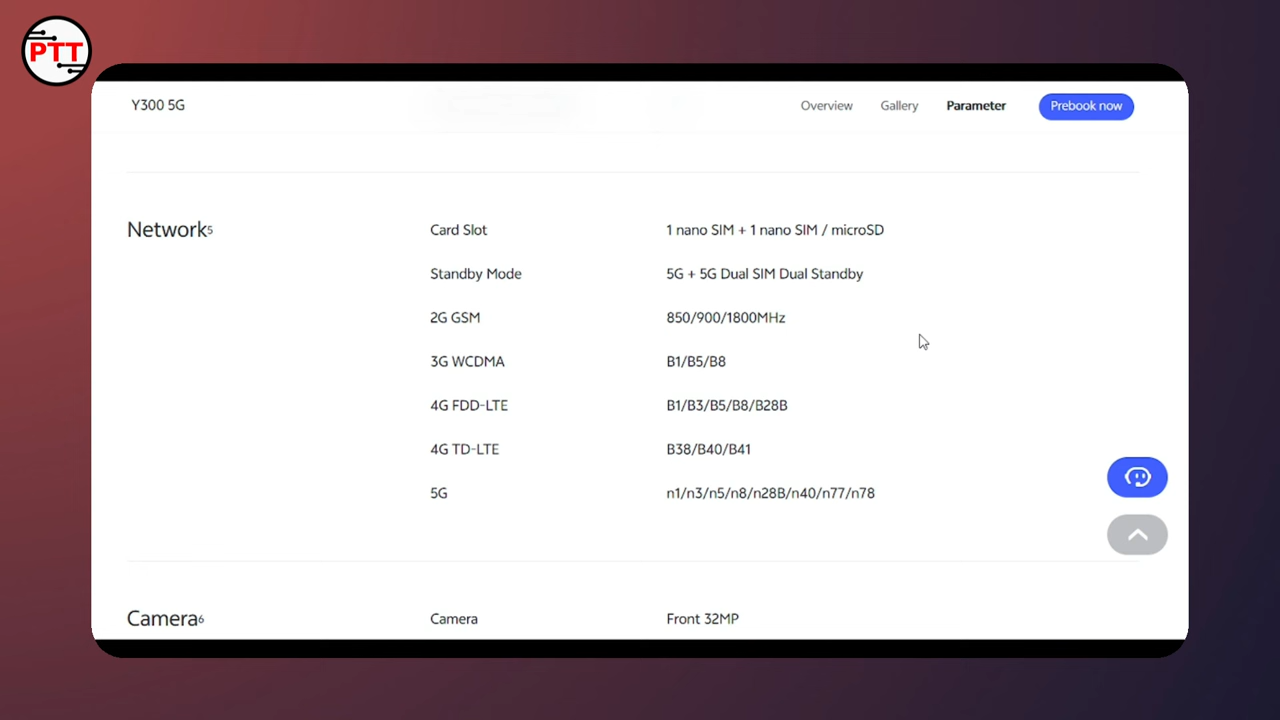 PTT
Y300 5G
Overview
Gallery
Parameter
Prebook now
Network5
Card Slot
1 nano SIM + 1 nano SIM / microSD
Standby Mode
5G + 5G Dual SIM Dual Standby
2G GSM
850/900/1800MHz
3G WCDMA
B1/B5/B8
4G FDD-LTE
B1/B3/B5/B8/B28B
4G TD-LTE
B38/B40/B41
5G
n1/n3/n5/n8/n28B/n40/n77/n78
Camera6
Camera
Front 32MP